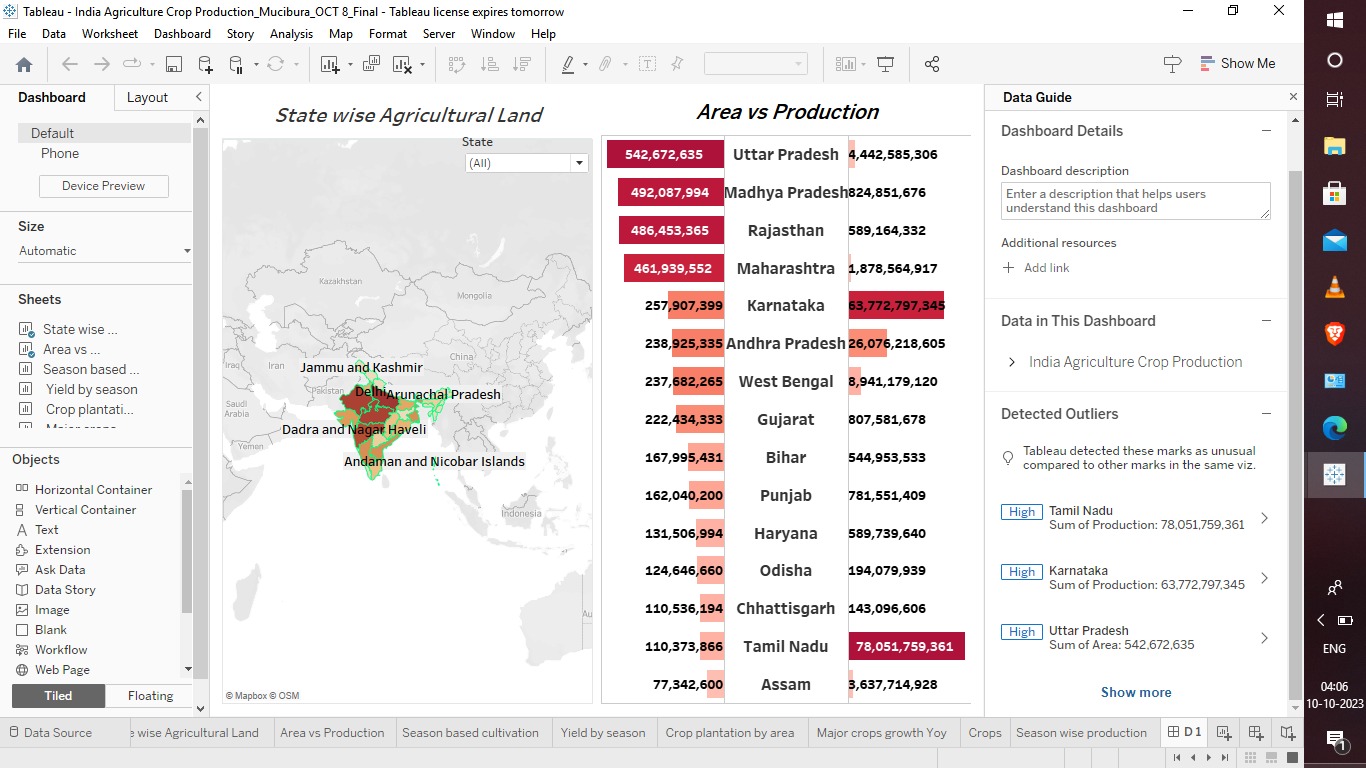 Tableau - India Agriculture Crop Production_Mucibura_OCT 8_Final - Tableau license expires tomorrow
File Data Worksheet Dashboard Story Analysis Map Format Server Window Help
Show Me
Dashboard Layout
Default
Phone
Device Preview
Size
Automatic
Sheets
State wise ...
Area vs ...
Season based ...
Yield by season
Crop plantati...
Objects
Horizontal Container
Vertical Container
Text
Extension
Ask Data
Data Story
Image
Blank
Workflow
Web Page
Tiled Floating
State wise Agricultural Land
State
(All)
Kazakhstan
Mongolia
China
Iraq
Iran
Pakistan
Saudi
Arabia
Yemen
Indonesia
Au
Jammu and Kashmir
Delhi
Arunachal Pradesh
Dadra and Nagar Haveli
Andaman and Nicobar Islands
© Mapbox © OSM
Area vs Production
542,672,635 Uttar Pradesh 4,442,585,306
492,087,994 Madhya Pradesh 824,851,676
486,453,365 Rajasthan 589,164,332
461,939,552 Maharashtra 1,878,564,917
257,907,399 Karnataka 63,772,797,345
238,925,335 Andhra Pradesh 26,076,218,605
237,682,265 West Bengal 8,941,179,120
222,434,333 Gujarat 807,581,678
167,995,431 Bihar 544,953,533
162,040,200 Punjab 781,551,409
131,506,994 Haryana 589,739,640
124,646,660 Odisha 194,079,939
110,536,194 Chhattisgarh 143,096,606
110,373,866 Tamil Nadu 78,051,759,361
77,342,600 Assam 3,637,714,928
Data Guide
Dashboard Details
Dashboard description
Enter a description that helps users
understand this dashboard
Additional resources
Add link
Data in This Dashboard
India Agriculture Crop Production
Detected Outliers
Tableau detected these marks as unusual
compared to other marks in the same viz.
High Tamil Nadu
Sum of Production: 78,051,759,361
High Karnataka
Sum of Production: 63,772,797,345
High Uttar Pradesh
Sum of Area: 542,672,635
Show more
Data Source e wise Agricultural Land Area vs Production Season based cultivation Yield by season Crop plantation by area Major crops growth Yoy Crops Season wise production D 1
ENG
04:06
10-10-2023
1